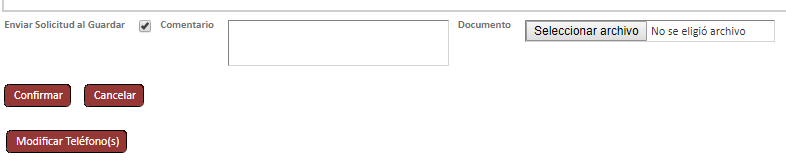 Enviar Solicitud al Guardar Comentario Documento Seleccionar archivo No se eligió archivo
Confirmar Cancelar
Modificar Teléfono(s)